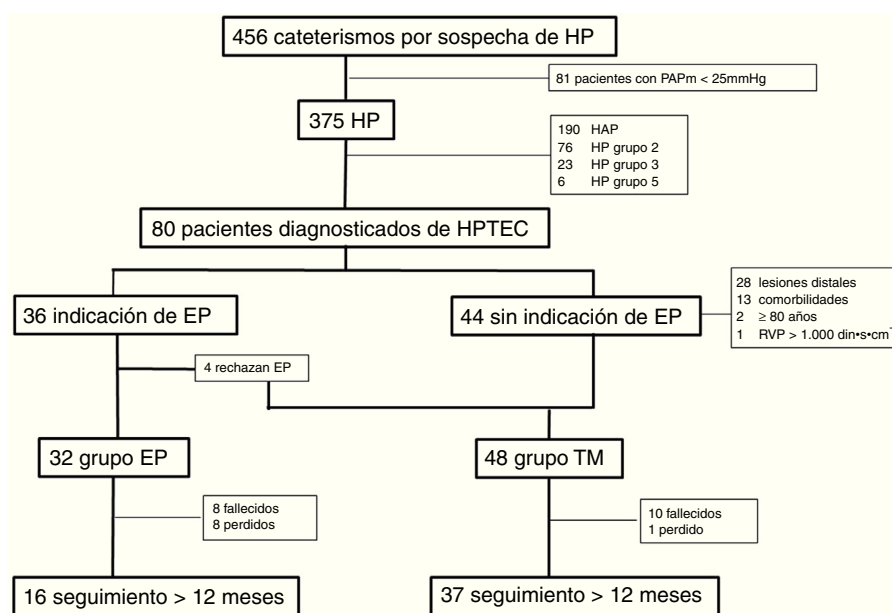 456 cateterismos por sospecha de HP
81 pacientes con PAPm < 25mmHg
375 HP
190 HAP
76 HP grupo 2
23 HP grupo 3
6 HP grupo 5
80 pacientes diagnosticados de HPTEC
36 indicación de EP
44 sin indicación de EP
28 lesiones distales
13 comorbilidades
2 ≥ 80 años
1 RVP > 1.000 din•s•cm⁻
4 rechazan EP
32 grupo EP
48 grupo TM
8 fallecidos
8 perdidos
10 fallecidos
1 perdido
16 seguimiento > 12 meses
37 seguimiento > 12 meses